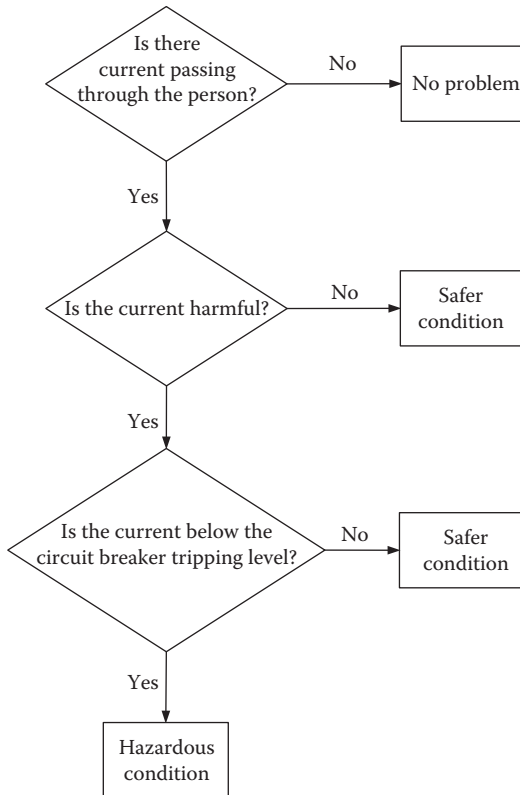 Is there
current passing
through the person?
No
No problem
Yes
Is the current harmful?
No
Safer
condition
Yes
Is the current below the
circuit breaker tripping level?
No
Safer
condition
Yes
Hazardous
condition